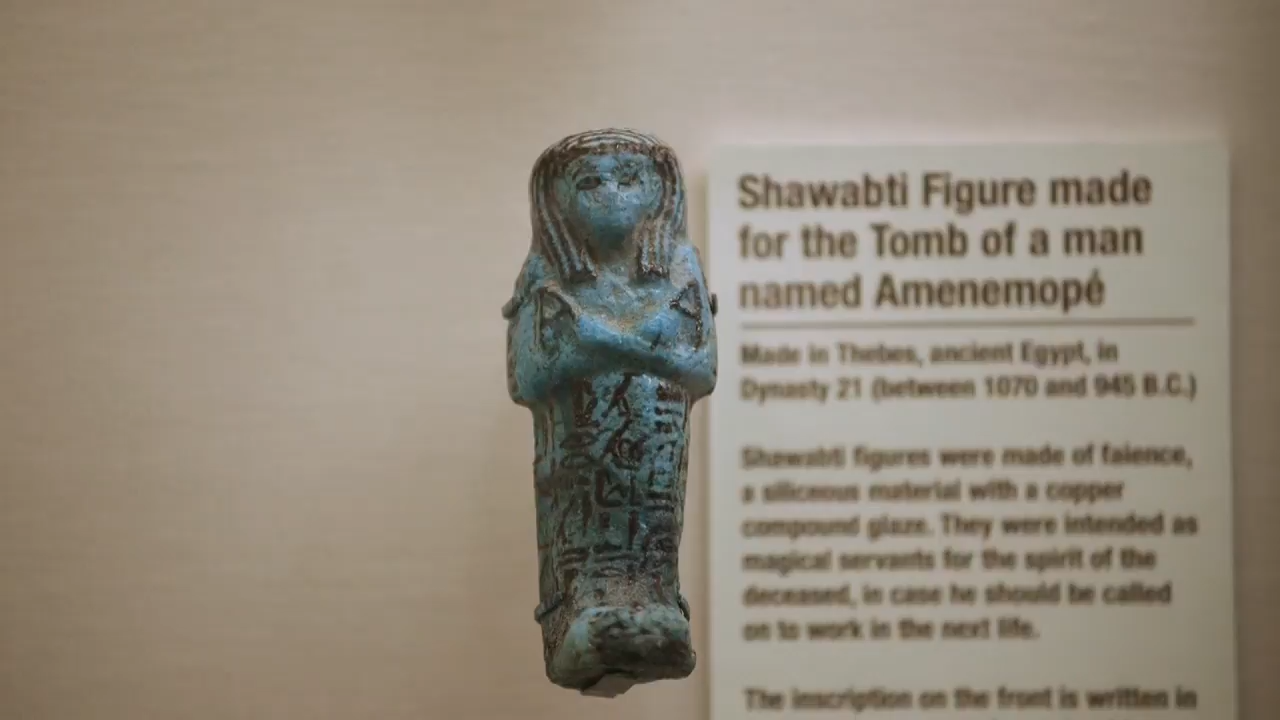 Shawabti Figure made
for the Tomb of a man
named Amenemopé
Made in Thebes, ancient Egypt, in
Dynasty 21 (between 1070 and 945 B.C.)
Shawabti figures were made of faience,
a siliceous material with a copper
compound glaze. They were intended as
magical servants for the spirit of the
deceased, in case he should be called
on to work in the next life.
The inscription on the front is written in